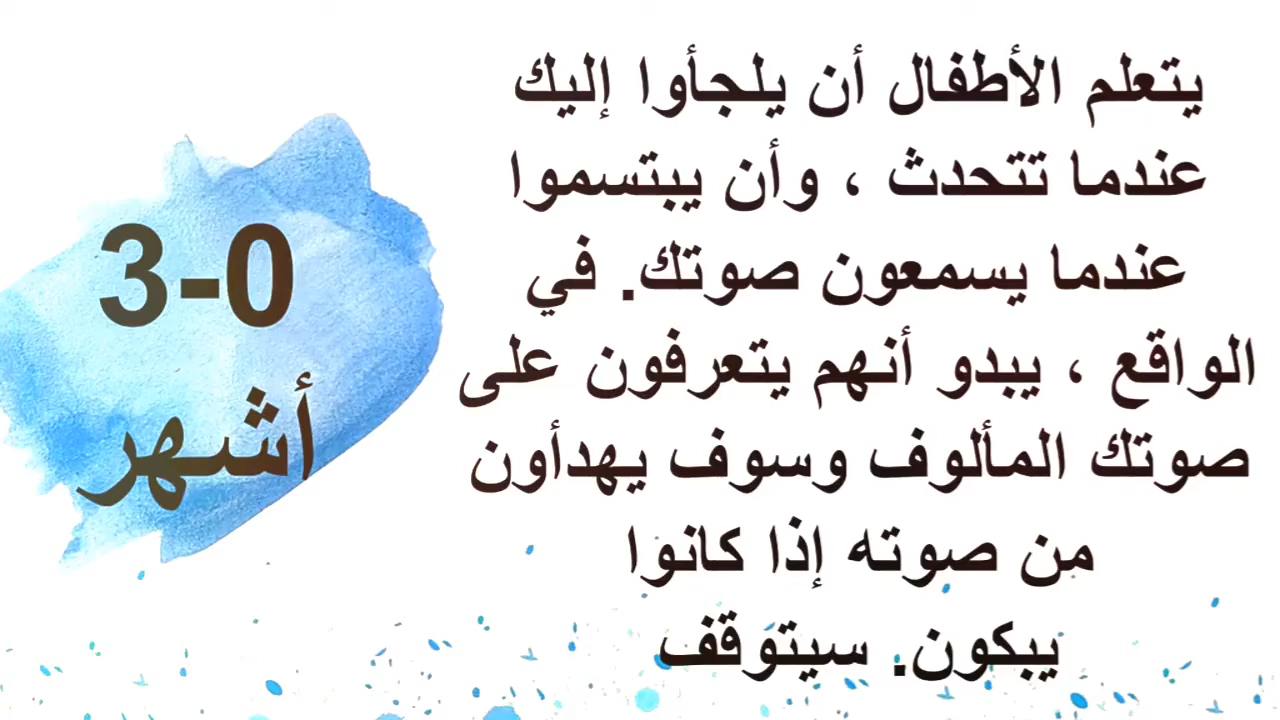 يتعلم الأطفال أن يلجأوا إليك
عندما تتحدث ، وأن يبتسموا
عندما يسمعون صوتك. في
الواقع ، يبدو أنهم يتعرفون على
صوتك المألوف وسوف يهدأون
من صوته إذا كانوا
يبكون. سيتوقف
3-0
أشهر